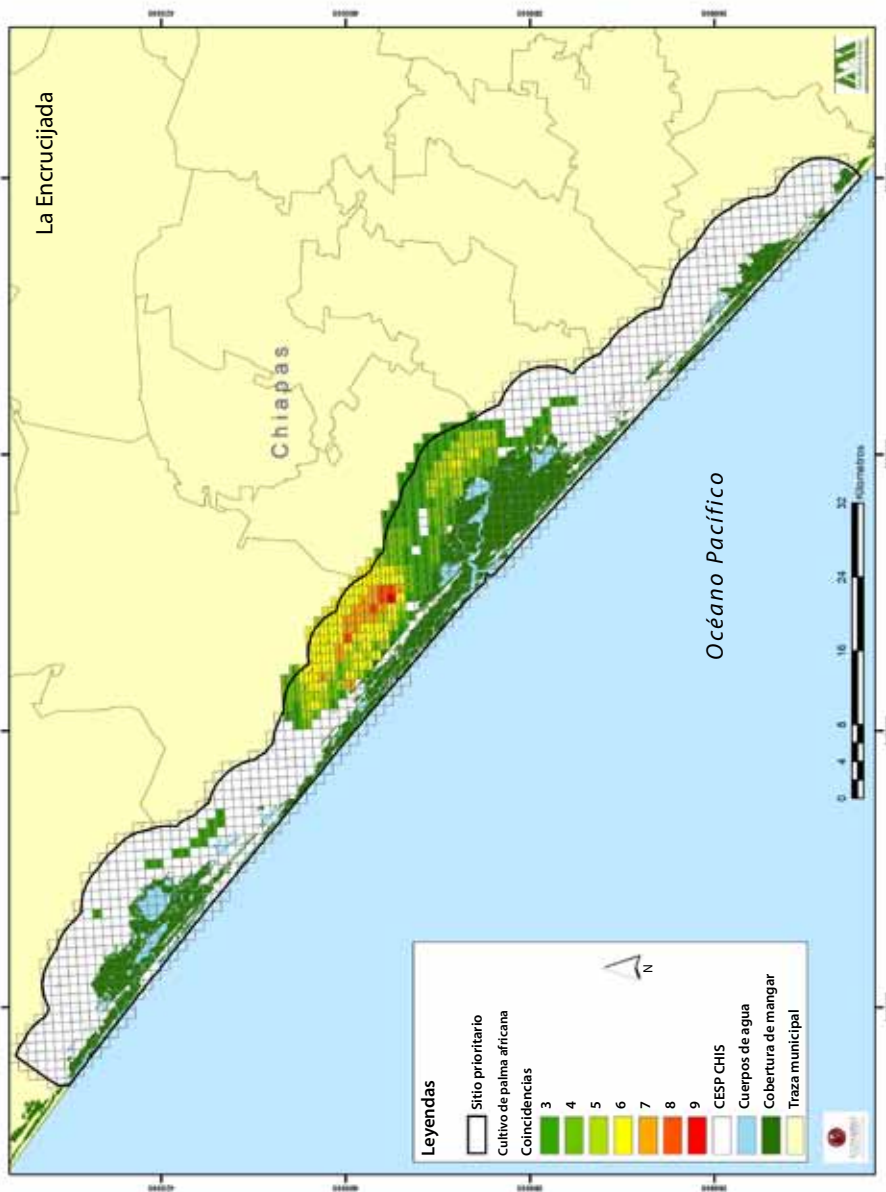 La Encrucijada
Chiapas
Océano Pacífico
0 4 8 16 24 32
Kilometros
Leyendas
Sitio prioritario
Cultivo de palma africana
Coincidencias
3
4
5
6
7
8
9
CESP CHIS
Cuerpos de agua
Cobertura de mangar
Traza municipal
N